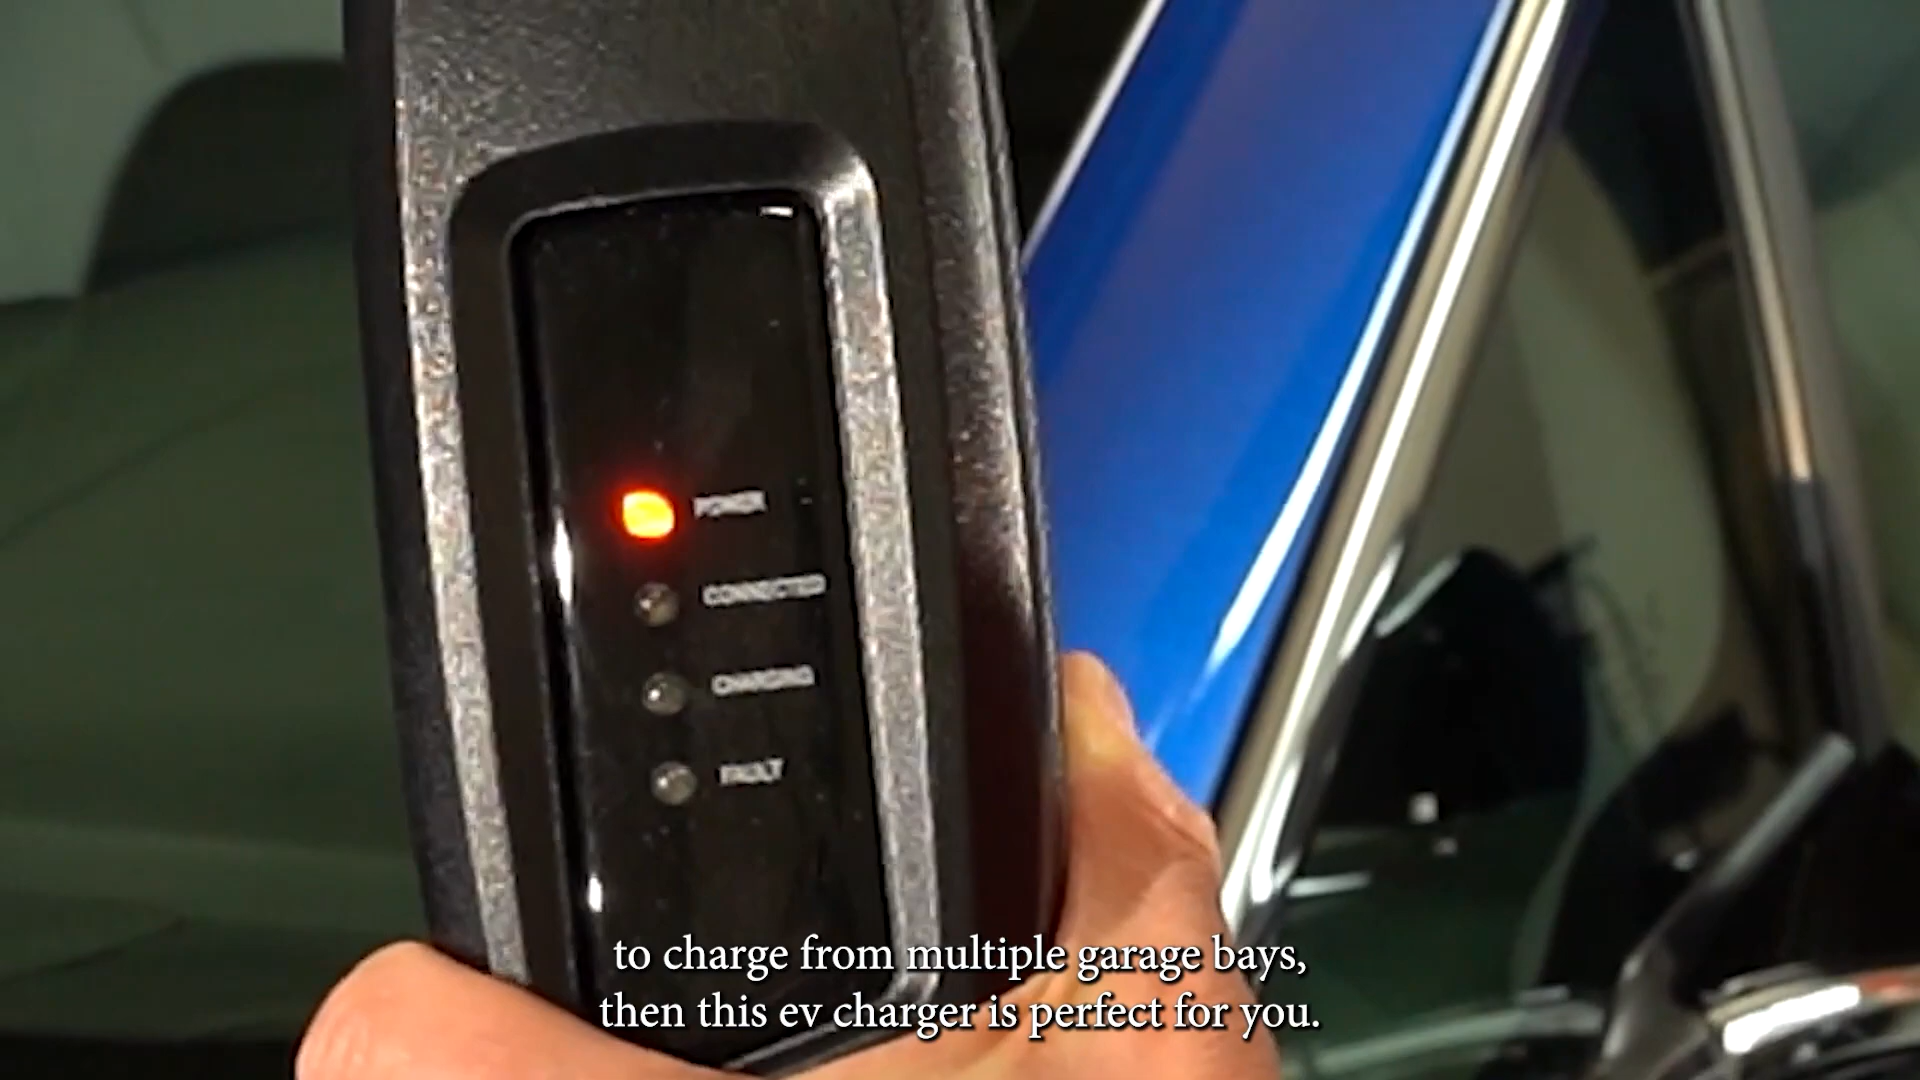 POWER
CONNECTED
CHARGING
FAULT
to charge from multiple garage bays,
then this ev charger is perfect for you.